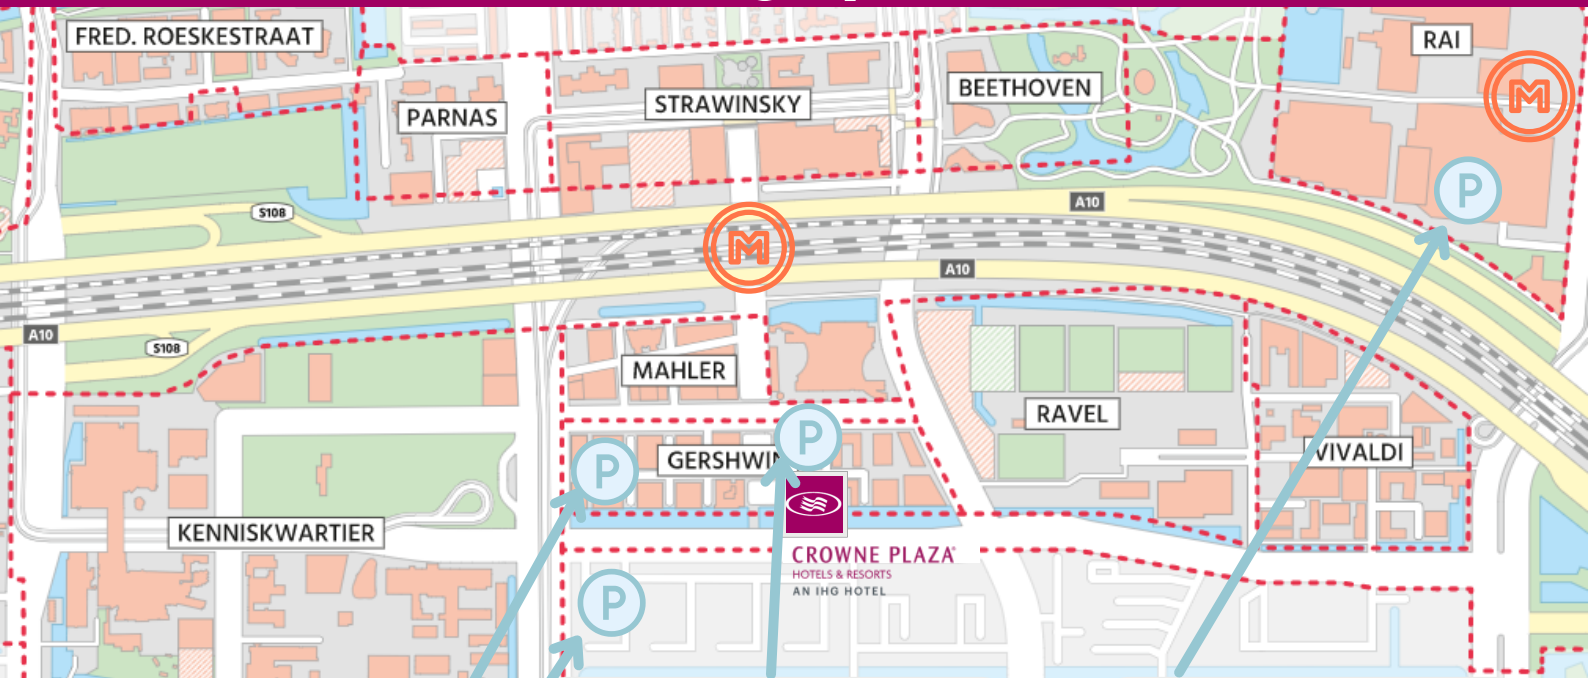 FRED. ROESKESTRAAT
RAI
M
BEETHOVEN
STRAWINSKY
PARNAS
P
A10
S108
M
A10
A10
S108
MAHLER
RAVEL
P
VIVALDI
GERSHWIN
P
KENNISKWARTIER
CROWNE PLAZA
HOTELS & RESORTS
AN IHG HOTEL
P